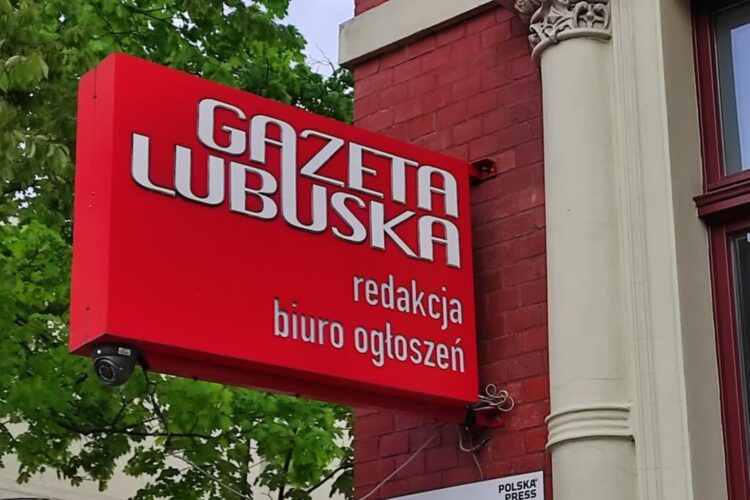 GAZETA
LUBUSKA
redakcja
biuro ogłoszeń
POLSKA
PRESS